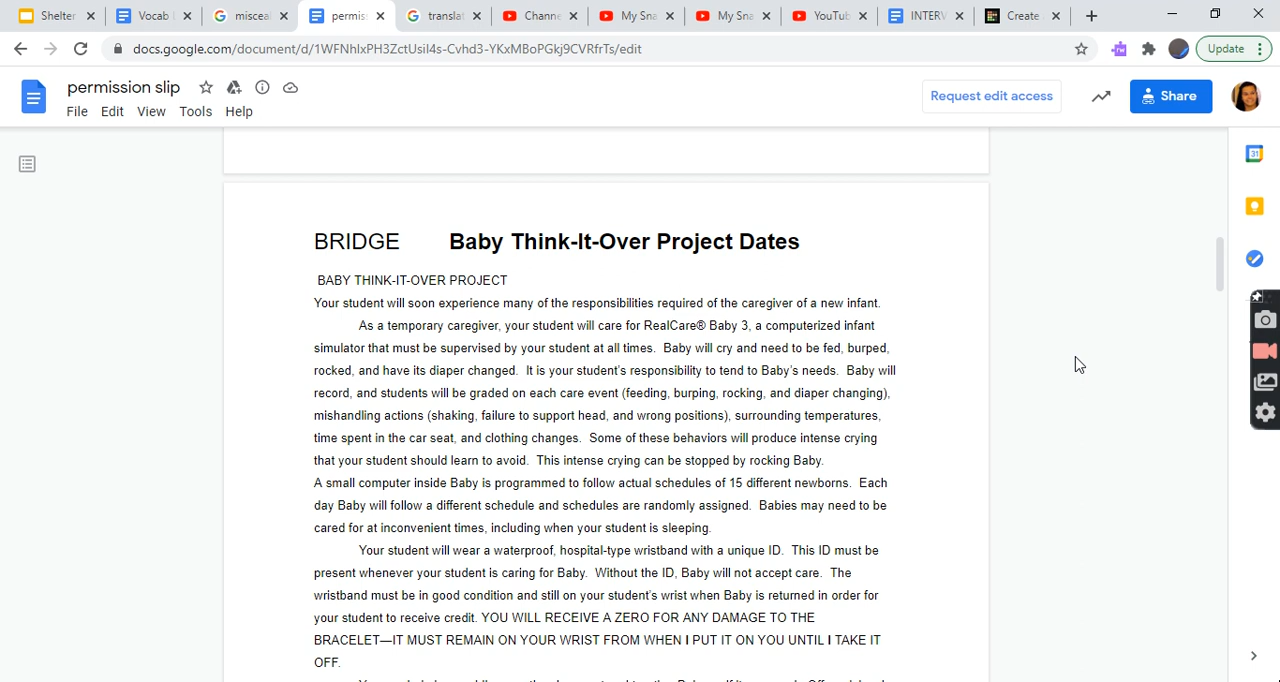 Shelter
Vocab
miscea
permis
translat
Channe
My Sna
My Sna
YouTub
INTERV
Create
docs.google.com/document/d/1WFNhlxPH3ZctUsiI4s-Cvhd3-YKxMBoPGkj9CVRfrTs/edit
Update
permission slip
File Edit View Tools Help
Request edit access
Share
31
BRIDGE Baby Think-It-Over Project Dates
BABY THINK-IT-OVER PROJECT
Your student will soon experience many of the responsibilities required of the caregiver of a new infant.
As a temporary caregiver, your student will care for RealCare® Baby 3, a computerized infant
simulator that must be supervised by your student at all times. Baby will cry and need to be fed, burped,
rocked, and have its diaper changed. It is your student's responsibility to tend to Baby's needs. Baby will
record, and students will be graded on each care event (feeding, burping, rocking, and diaper changing),
mishandling actions (shaking, failure to support head, and wrong positions), surrounding temperatures,
time spent in the car seat, and clothing changes. Some of these behaviors will produce intense crying
that your student should learn to avoid. This intense crying can be stopped by rocking Baby.
A small computer inside Baby is programmed to follow actual schedules of 15 different newborns. Each
day Baby will follow a different schedule and schedules are randomly assigned. Babies may need to be
cared for at inconvenient times, including when your student is sleeping.
Your student will wear a waterproof, hospital-type wristband with a unique ID. This ID must be
present whenever your student is caring for Baby. Without the ID, Baby will not accept care. The
wristband must be in good condition and still on your student's wrist when Baby is returned in order for
your student to receive credit. YOU WILL RECEIVE A ZERO FOR ANY DAMAGE TO THE
BRACELET—IT MUST REMAIN ON YOUR WRIST FROM WHEN I PUT IT ON YOU UNTIL I TAKE IT
OFF.